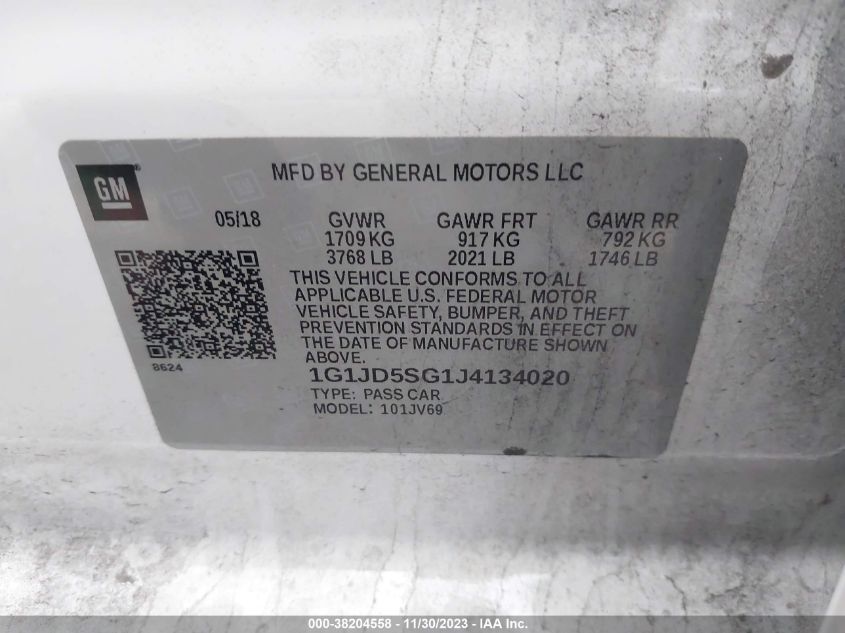 GM
MFD BY GENERAL MOTORS LLC
05/18 GVWR GAWR FRT GAWR RR
1709 KG 917 KG 792 KG
3768 LB 2021 LB 1746 LB
THIS VEHICLE CONFORMS TO ALL
APPLICABLE U.S. FEDERAL MOTOR
VEHICLE SAFETY, BUMPER, AND THEFT
PREVENTION STANDARDS IN EFFECT ON
THE DATE OF MANUFACTURE SHOWN
ABOVE.
8624
1G1JD5SG1J4134020
TYPE: PASS CAR
MODEL: 101JV69
000-38204558 - 11/30/2023 - IAA Inc.